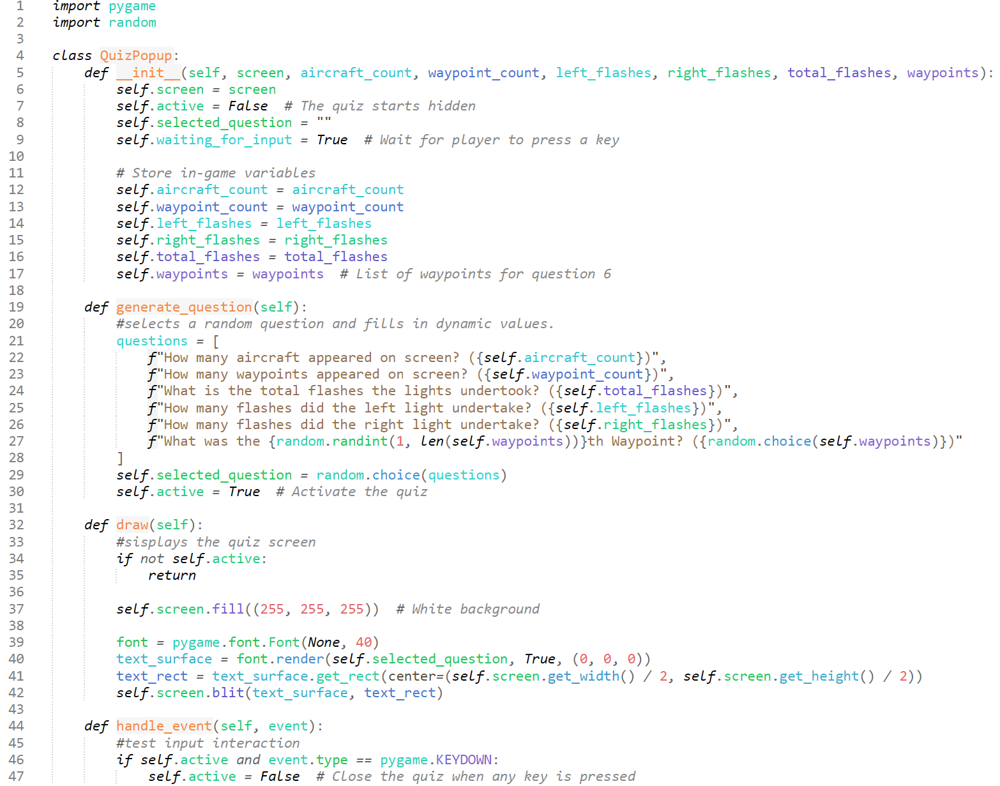 1 import pygame
2 import random
3
4 class QuizPopup:
5     def __init__(self, screen, aircraft_count, waypoint_count, left_flashes, right_flashes, total_flashes, waypoints):
6         self.screen = screen
7         self.active = False  # The quiz starts hidden
8         self.selected_question = ""
9         self.waiting_for_input = True  # Wait for player to press a key
10
11         # Store in-game variables
12         self.aircraft_count = aircraft_count
13         self.waypoint_count = waypoint_count
14         self.left_flashes = left_flashes
15         self.right_flashes = right_flashes
16         self.total_flashes = total_flashes
17         self.waypoints = waypoints  # List of waypoints for question 6
18
19     def generate_question(self):
20         #selects a random question and fills in dynamic values.
21         questions = [
22             f"How many aircraft appeared on screen? ({self.aircraft_count})",
23             f"How many waypoints appeared on screen? ({self.waypoint_count})",
24             f"What is the total flashes the lights undertook? ({self.total_flashes})",
25             f"How many flashes did the left light undertake? ({self.left_flashes})",
26             f"How many flashes did the right light undertake? ({self.right_flashes})",
27             f"What was the {random.randint(1, len(self.waypoints))}th Waypoint? ({random.choice(self.waypoints)})"
28         ]
29         self.selected_question = random.choice(questions)
30         self.active = True  # Activate the quiz
31
32     def draw(self):
33         #sisplays the quiz screen
34         if not self.active:
35             return
36
37         self.screen.fill((255, 255, 255))  # White background
38
39         font = pygame.font.Font(None, 40)
40         text_surface = font.render(self.selected_question, True, (0, 0, 0))
41         text_rect = text_surface.get_rect(center=(self.screen.get_width() / 2, self.screen.get_height() / 2))
42         self.screen.blit(text_surface, text_rect)
43
44     def handle_event(self, event):
45         #test input interaction
46         if self.active and event.type == pygame.KEYDOWN:
47             self.active = False  # Close the quiz when any key is pressed